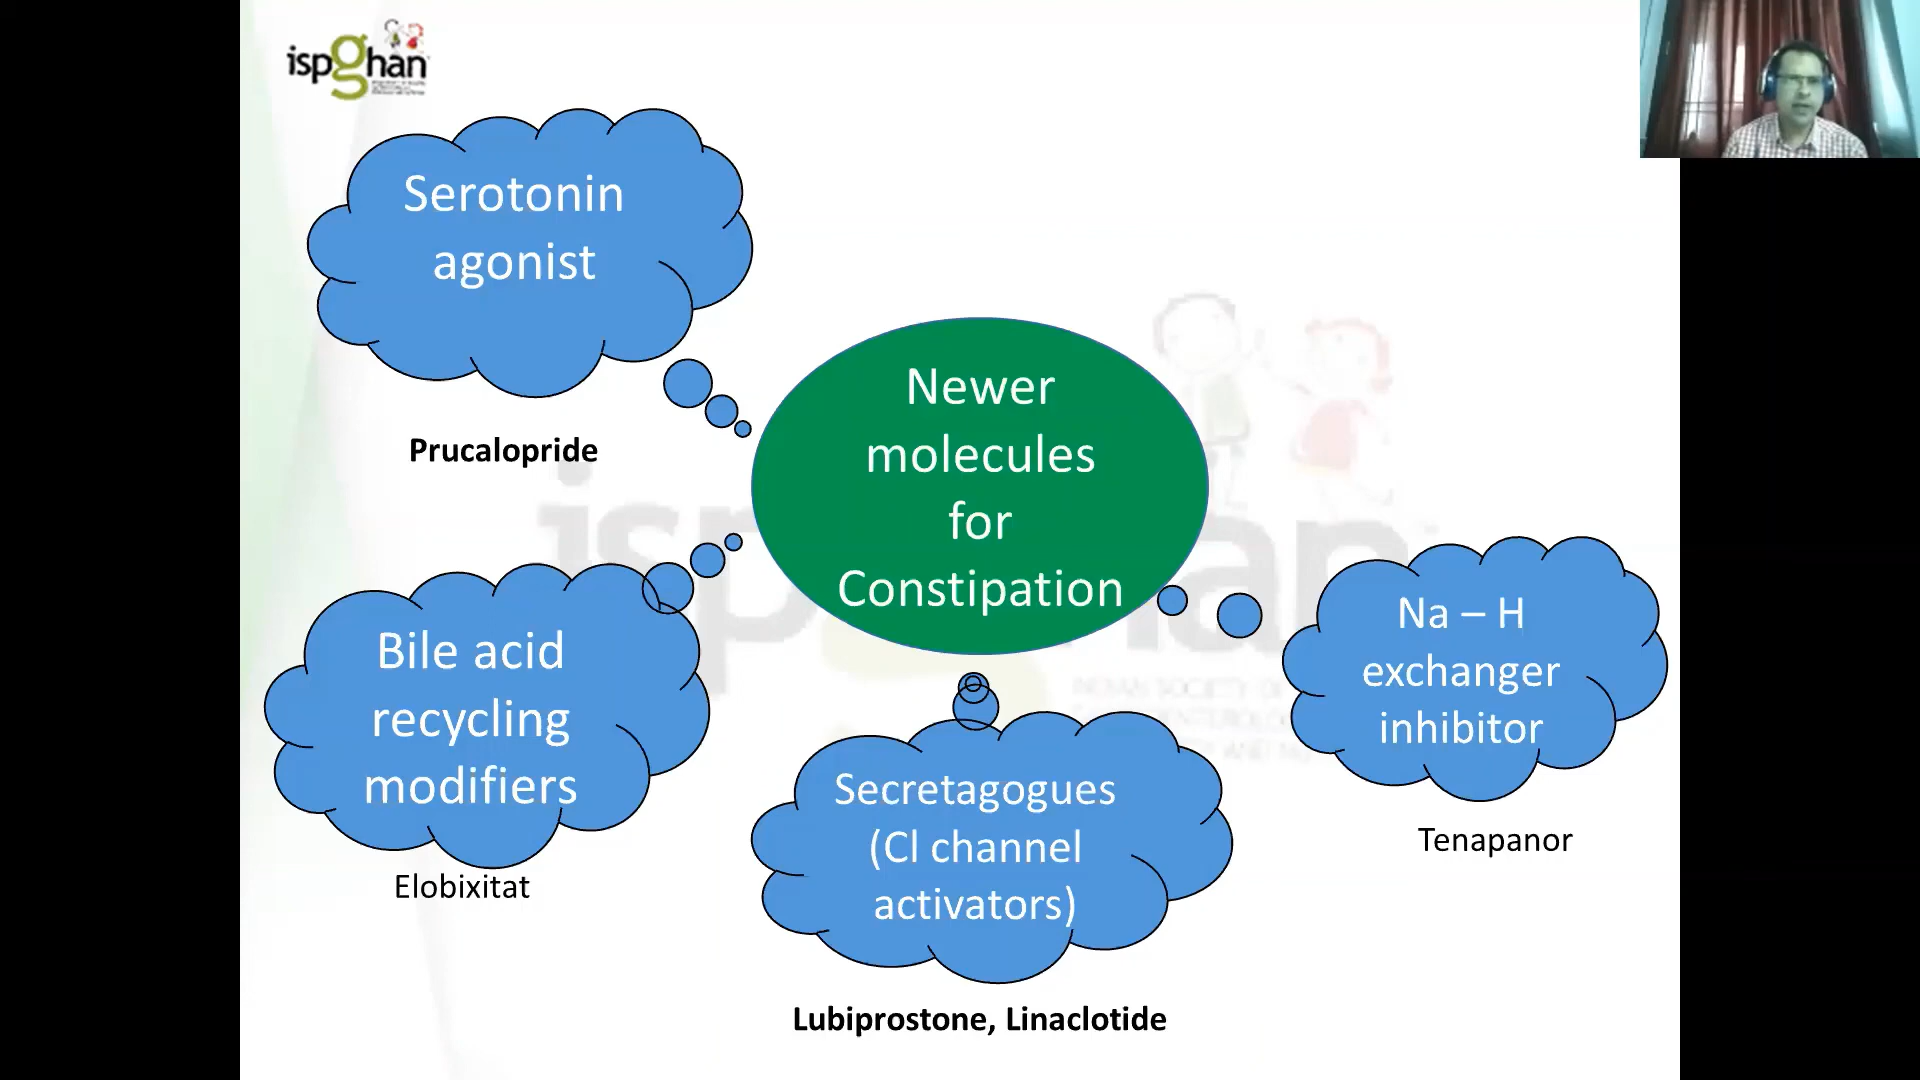 ispghan
Serotonin
agonist
Prucalopride
Newer
molecules
for
Constipation
Bile acid
recycling
modifiers
Elobixitat
Secretagogues
(Cl channel
activators)
Lubiprostone, Linaclotide
Na – H
exchanger
inhibitor
Tenapanor